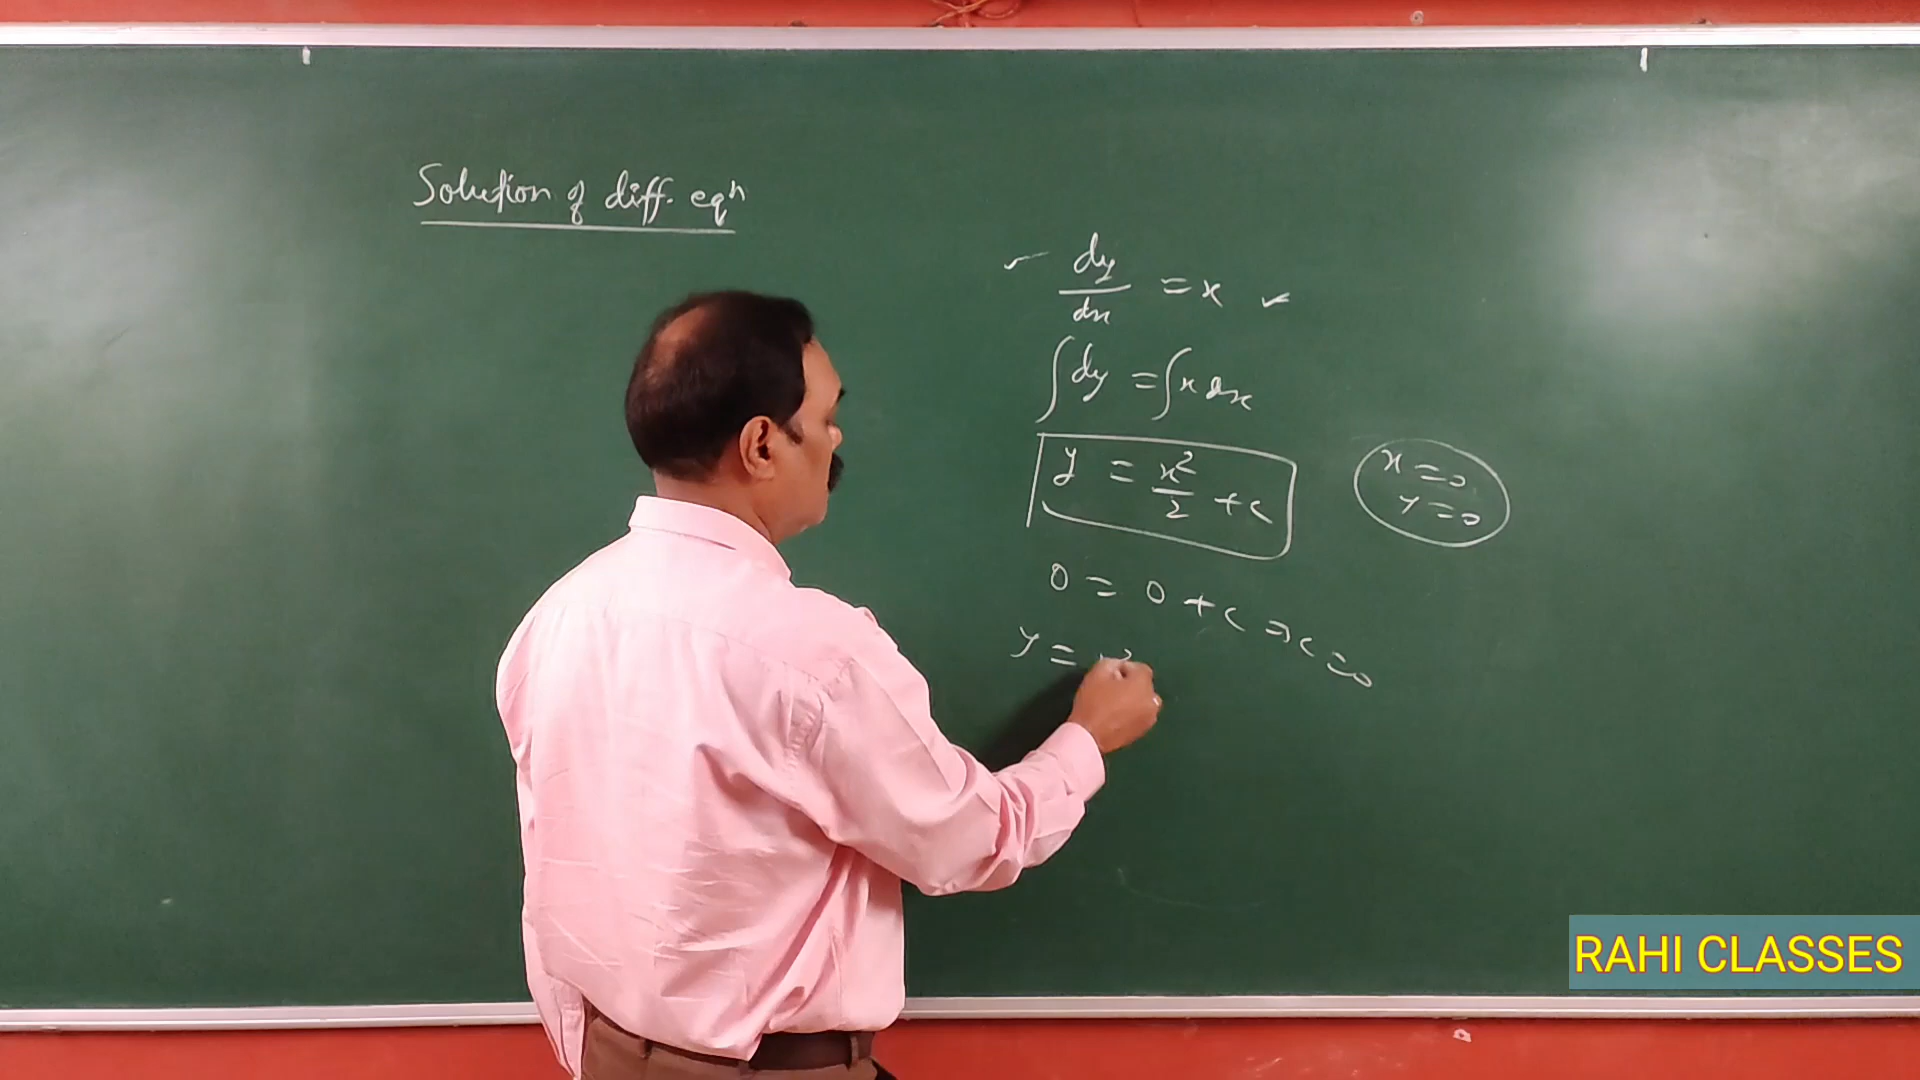 Solution of diff. eqn
dy/dx = x
∫dy = ∫x dx
y = x²/2 + c
x = 0
y = 0
0 = 0 + c ⇒ c = 0
y =
RAHI CLASSES